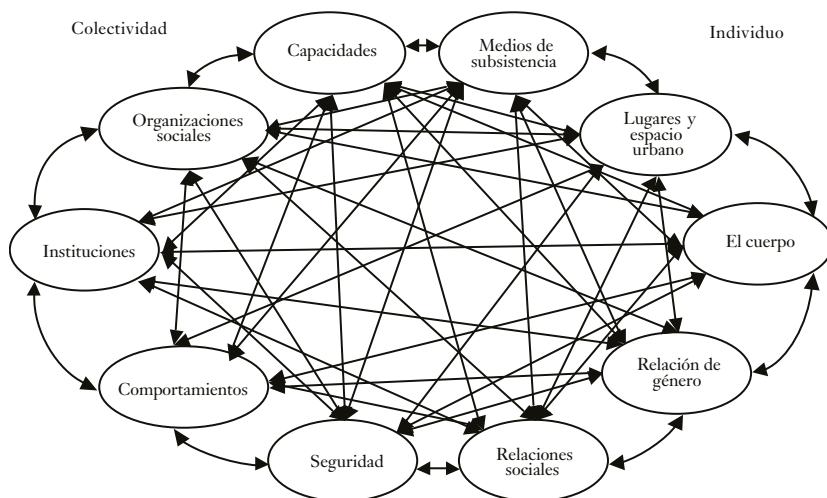 Colectividad
Individuo
Capacidades
Medios de
subsistencia
Organizaciones
sociales
Lugares y
espacio
urbano
Instituciones
El cuerpo
Comportamientos
Relación de
género
Seguridad
Relaciones
sociales